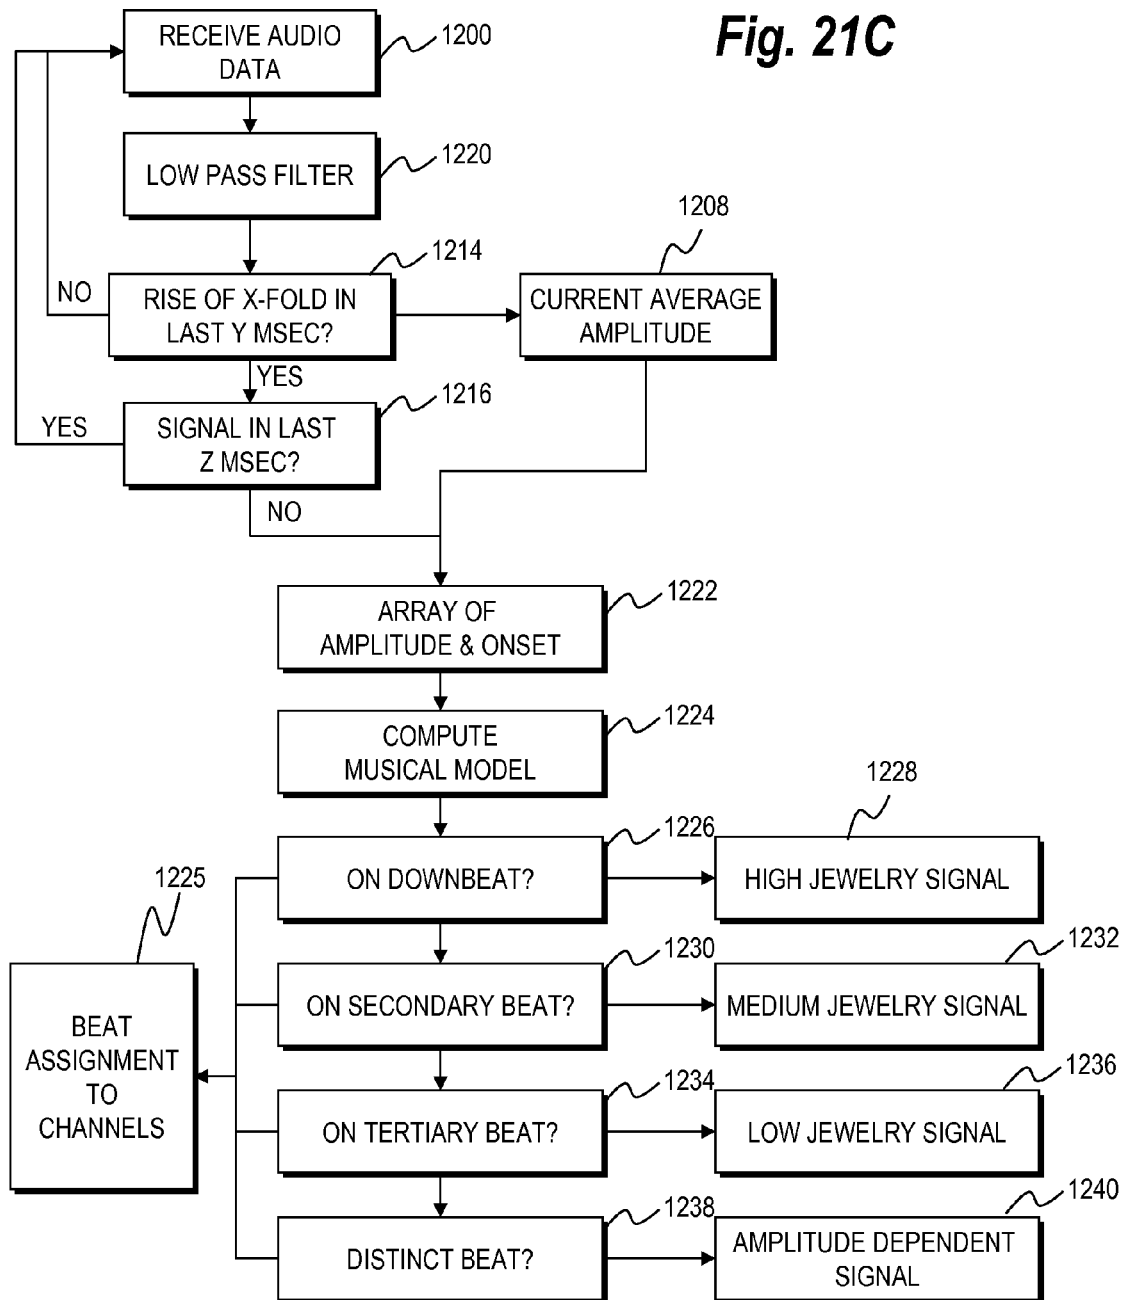 Fig. 21C
RECEIVE AUDIO
DATA
1200
LOW PASS FILTER
1220
1208
1214
NO
RISE OF X-FOLD IN
LAST Y MSEC?
CURRENT AVERAGE
AMPLITUDE
YES
1216
YES
SIGNAL IN LAST
Z MSEC?
NO
1222
ARRAY OF
AMPLITUDE & ONSET
1224
COMPUTE
MUSICAL MODEL
1228
1226
1225
ON DOWNBEAT?
HIGH JEWELRY SIGNAL
1230
1232
ON SECONDARY BEAT?
MEDIUM JEWELRY SIGNAL
BEAT
ASSIGNMENT
TO
CHANNELS
1234
1236
ON TERTIARY BEAT?
LOW JEWELRY SIGNAL
1238
1240
DISTINCT BEAT?
AMPLITUDE DEPENDENT
SIGNAL